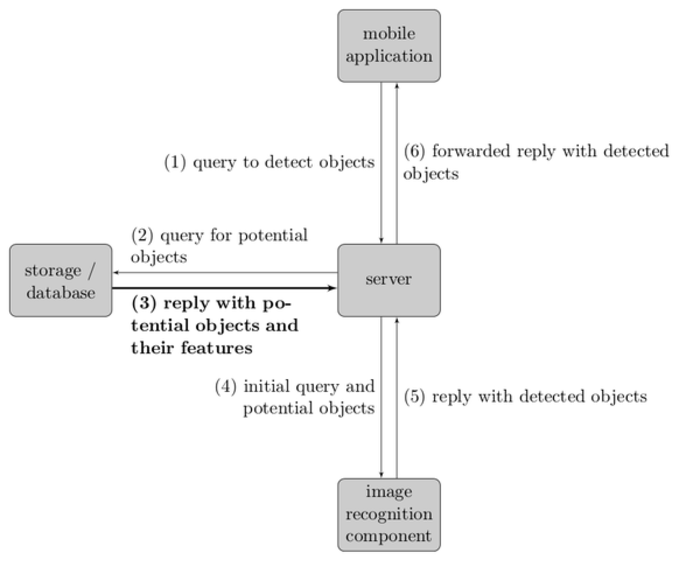 mobile
application
(1) query to detect objects
(6) forwarded reply with detected
objects
(2) query for potential
objects
storage /
database
server
(3) reply with po-
tential objects and
their features
(4) initial query and
potential objects
(5) reply with detected objects
image
recognition
component